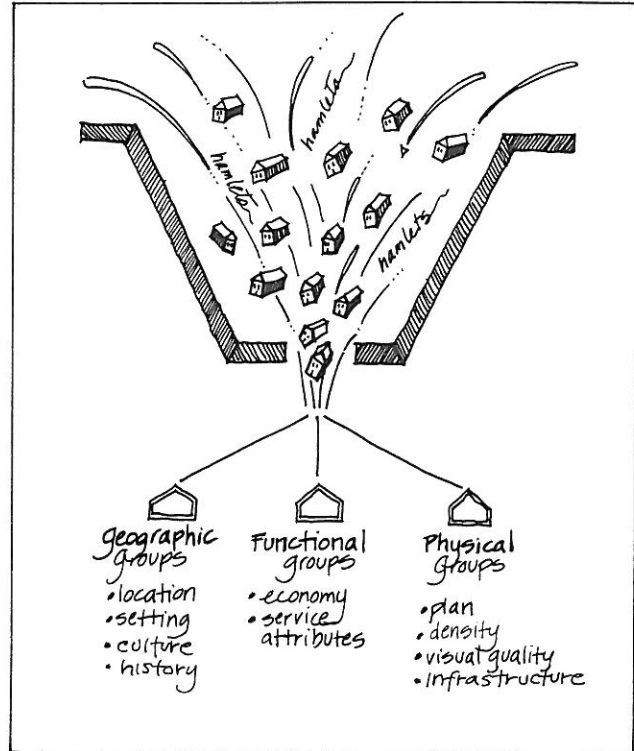 hamlets
hamlets
hamlets
geographic
groups
• location
• setting
• culture
• history
Functional
groups
• economy
• service
attributes
Physical
groups
• plan
• density
• visual quality
• infrastructure